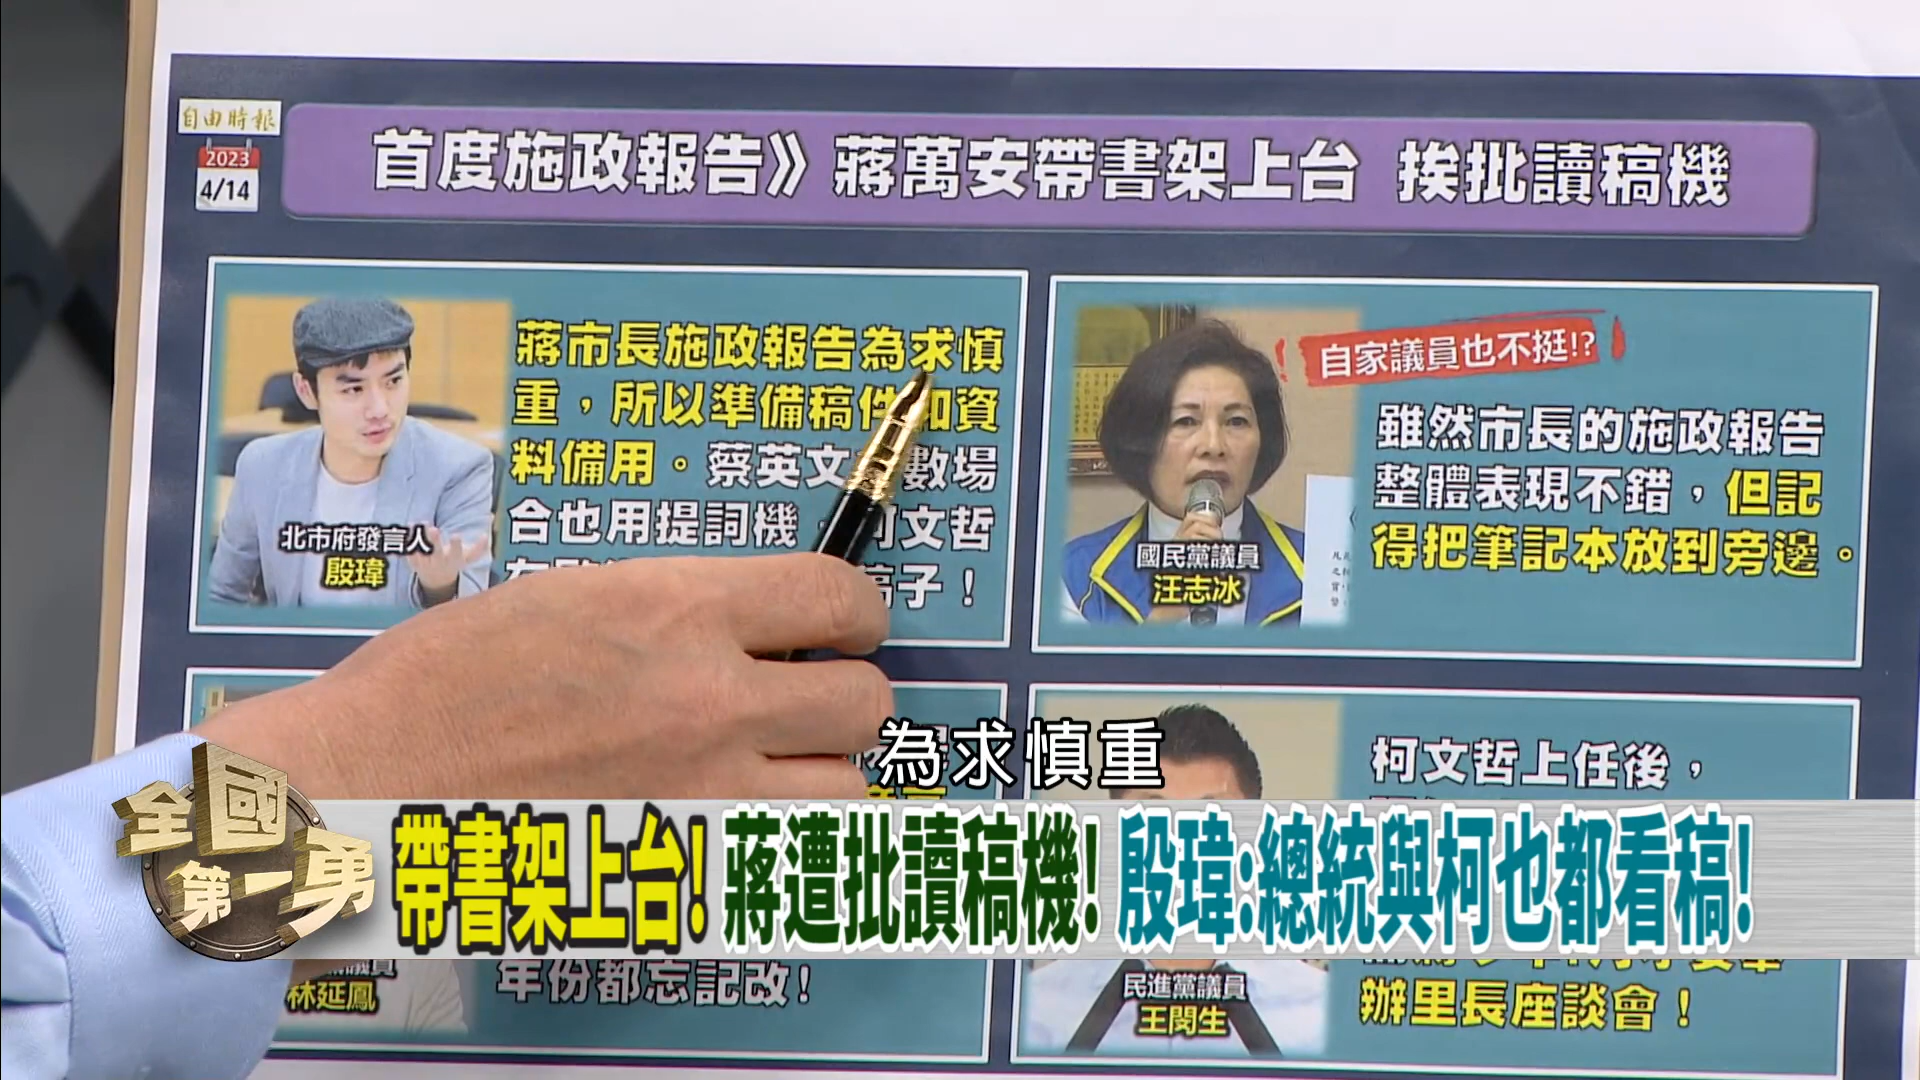 自由時報
2023
4/14
首度施政報告》蔣萬安帶書架上台 挨批讀稿機
蔣市長施政報告為求慎
重，所以準備稿件和資
料備用。蔡英文 數場
合也用提詞機，柯文哲
稿子！
北市府發言人
殷瑋
自家議員也不挺!?
雖然市長的施政報告
整體表現不錯，但記
得把筆記本放到旁邊。
國民黨議員
汪志冰
年份都忘記改！
議員
林延鳳
柯文哲上任後，
辦里長座談會！
民進黨議員
王閔生
為求慎重
全國第一勇
帶書架上台! 蔣遭批讀稿機! 殷瑋:總統與柯也都看稿!